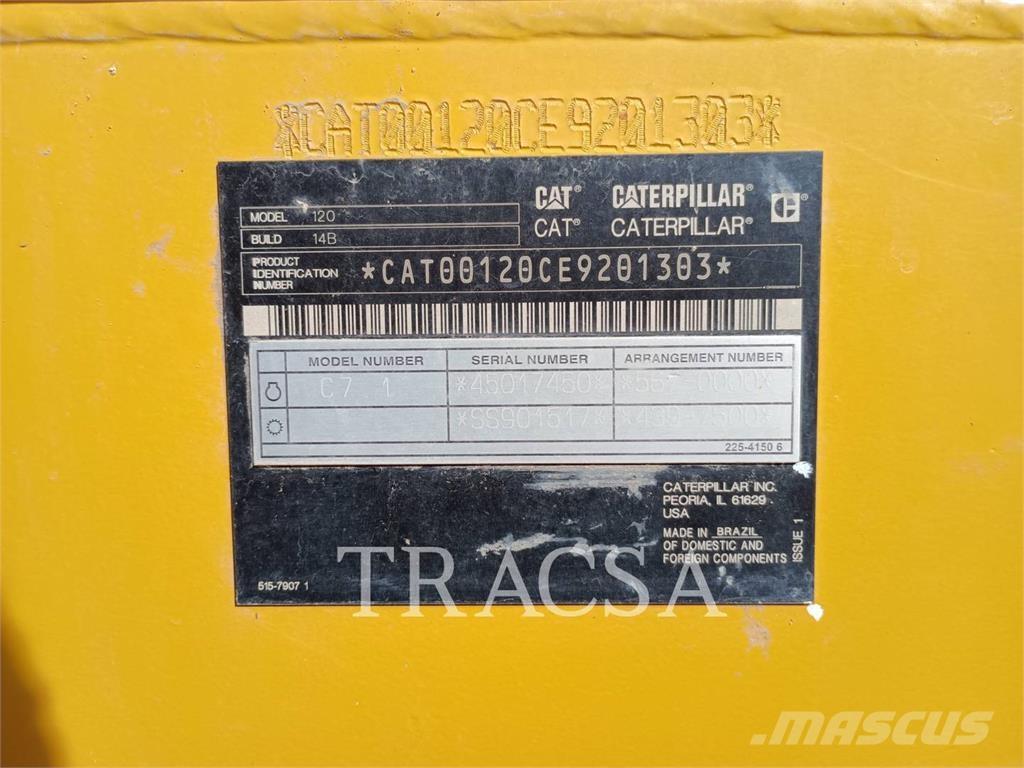 *CAT00120CE9201303*
CAT® CATERPILLAR®
CAT® CATERPILLAR®
MODEL 120
BUILD 14B
PRODUCT
IDENTIFICATION
NUMBER
*CAT00120CE9201303*
MODEL NUMBER SERIAL NUMBER ARRANGEMENT NUMBER
C7 1 *45017450*
*SS901517*
225-4150 6
CATERPILLAR INC.
PEORIA, IL 61629
USA
MADE IN BRAZIL
OF DOMESTIC AND
FOREIGN COMPONENTS
ISSUE 1
515-7907 1
TRACSA
MASCUS